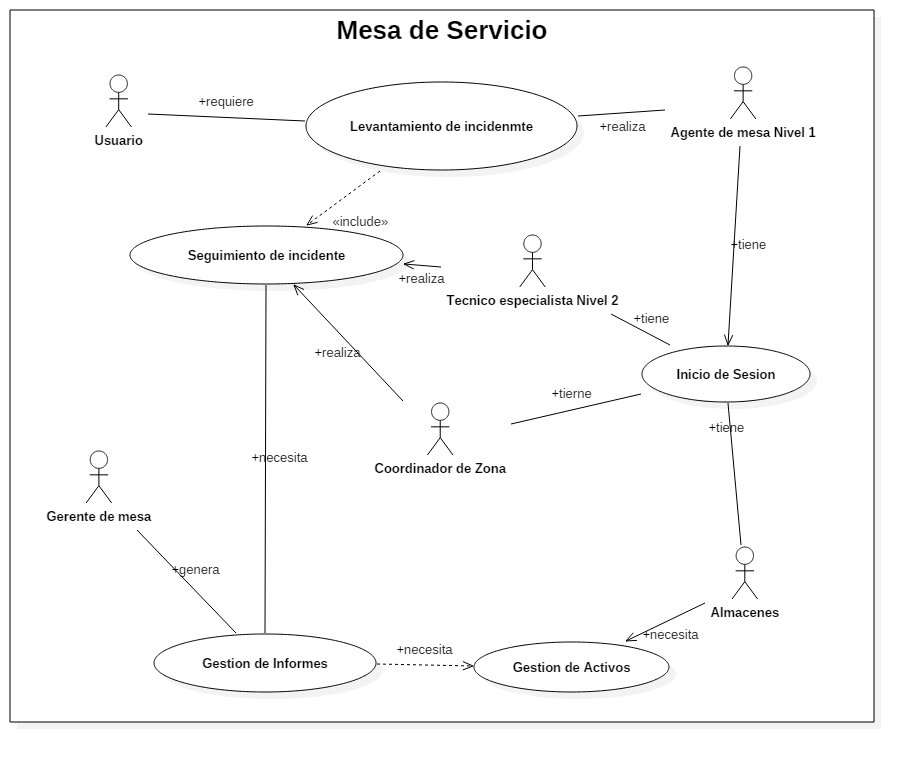 Mesa de Servicio
+requiere
Usuario
Levantamiento de incidenmte
+realiza
Agente de mesa Nivel 1
«include»
+tiene
Seguimiento de incidente
+realiza
Tecnico especialista Nivel 2
+tiene
+realiza
Inicio de Sesion
+tierne
+tiene
Coordinador de Zona
+necesita
Gerente de mesa
+genera
Almacenes
+necesita
+necesita
Gestion de Informes
Gestion de Activos